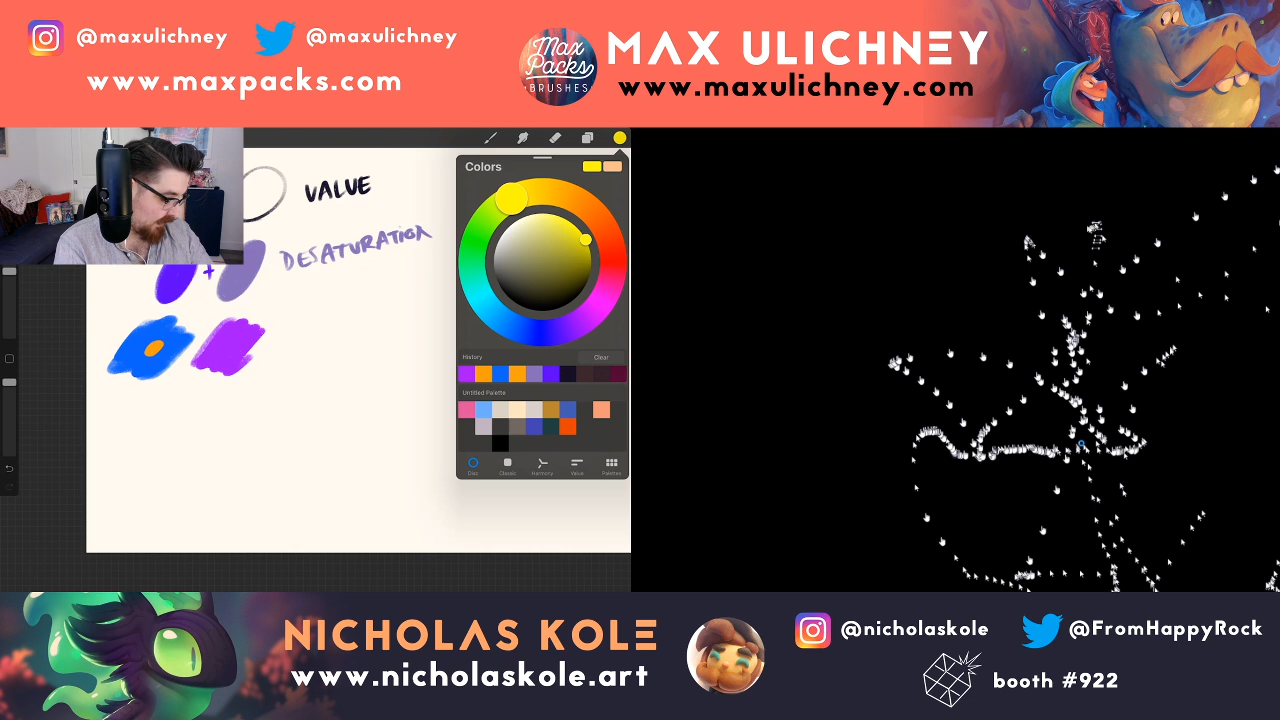 @maxulichney
@maxulichney
www.maxpacks.com
Max
Packs
BRUSHES
MAX ULICHNEY
www.maxulichney.com
VALUE
DESATURATION
+
Colors
History
Clear
Untitled Palette
Disc
Classic
Harmony
Value
Palettes
NICHOLAS KOLE
www.nicholaskole.art
@nicholaskole
@FromHappyRock
booth #922